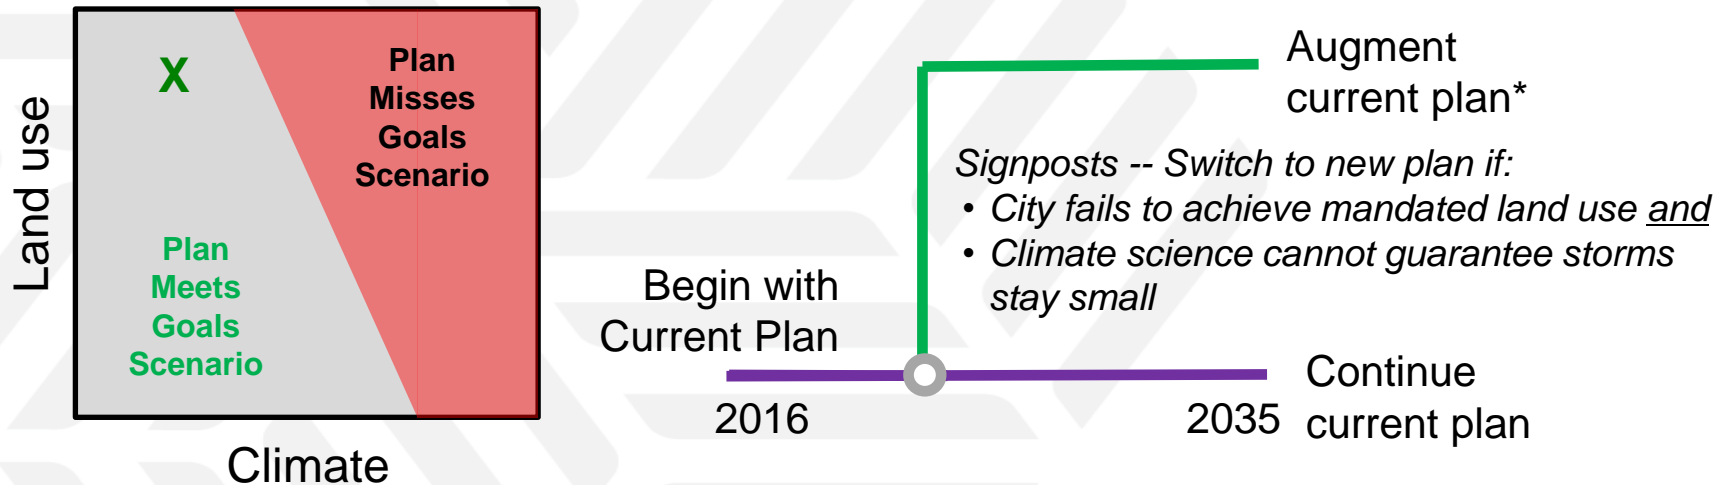 Land use
X
Plan
Misses
Goals
Scenario
Plan
Meets
Goals
Scenario
Climate
Augment
current plan*
Signposts -- Switch to new plan if:
• City fails to achieve mandated land use and
• Climate science cannot guarantee storms
stay small
Begin with
Current Plan
2016
2035
Continue
current plan